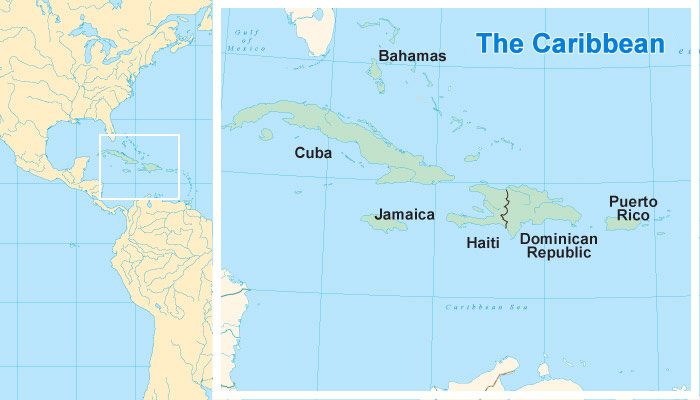 Gulf
of
Mexico
The Caribbean
Bahamas
Cuba
Jamaica
Haiti
Dominican
Republic
Puerto
Rico
Caribbean Sea